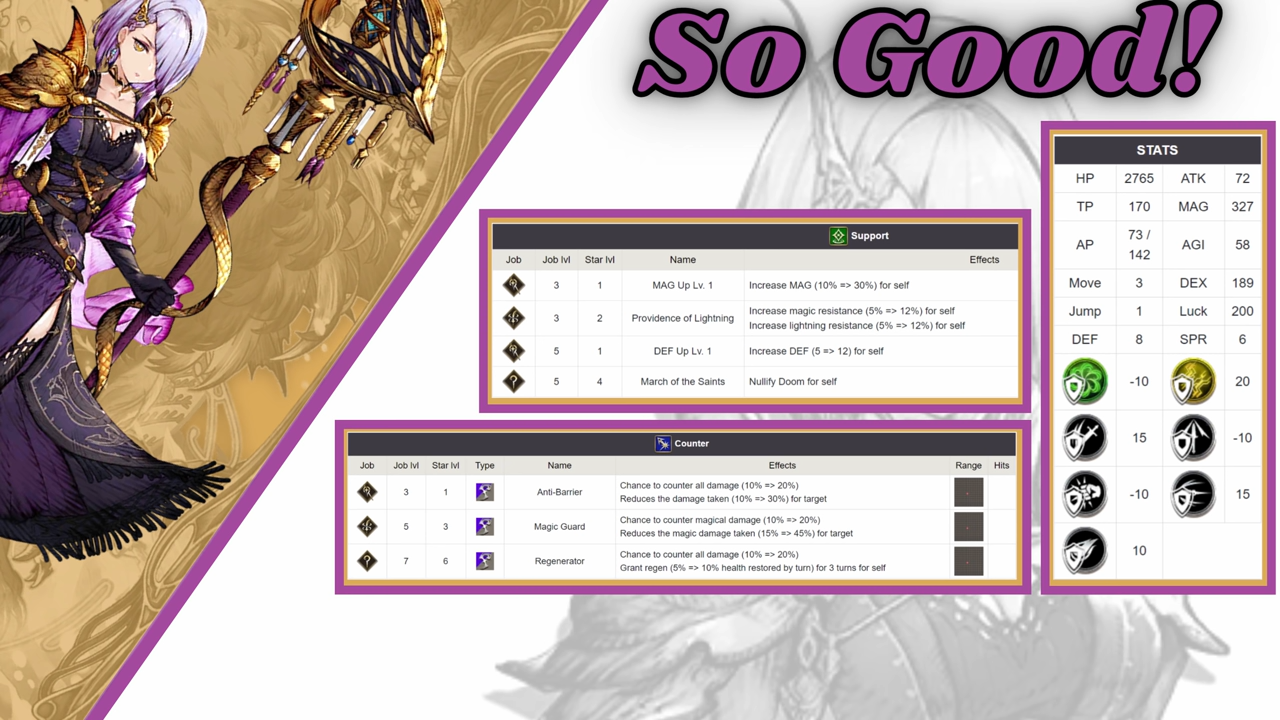 So Good!
STATS
HP 2765 ATK 72
TP 170 MAG 327
AP 73 / 142 AGI 58
Move 3 DEX 189
Jump 1 Luck 200
DEF 8 SPR 6
-10 20
15 -10
-10 15
10
Support
Job Job lvl Star lvl Name Effects
3 1 MAG Up Lv. 1 Increase MAG (10% => 30%) for self
3 2 Providence of Lightning Increase magic resistance (5% => 12%) for self
Increase lightning resistance (5% => 12%) for self
5 1 DEF Up Lv. 1 Increase DEF (5 => 12) for self
5 4 March of the Saints Nullify Doom for self
Counter
Job Job lvl Star lvl Type Name Effects Range Hits
3 1 Anti-Barrier Chance to counter all damage (10% => 20%)
Reduces the damage taken (10% => 30%) for target
5 3 Magic Guard Chance to counter magical damage (10% => 20%)
Reduces the magic damage taken (15% => 45%) for target
7 6 Regenerator Chance to counter all damage (10% => 20%)
Grant regen (5% => 10% health restored by turn) for 3 turns for self